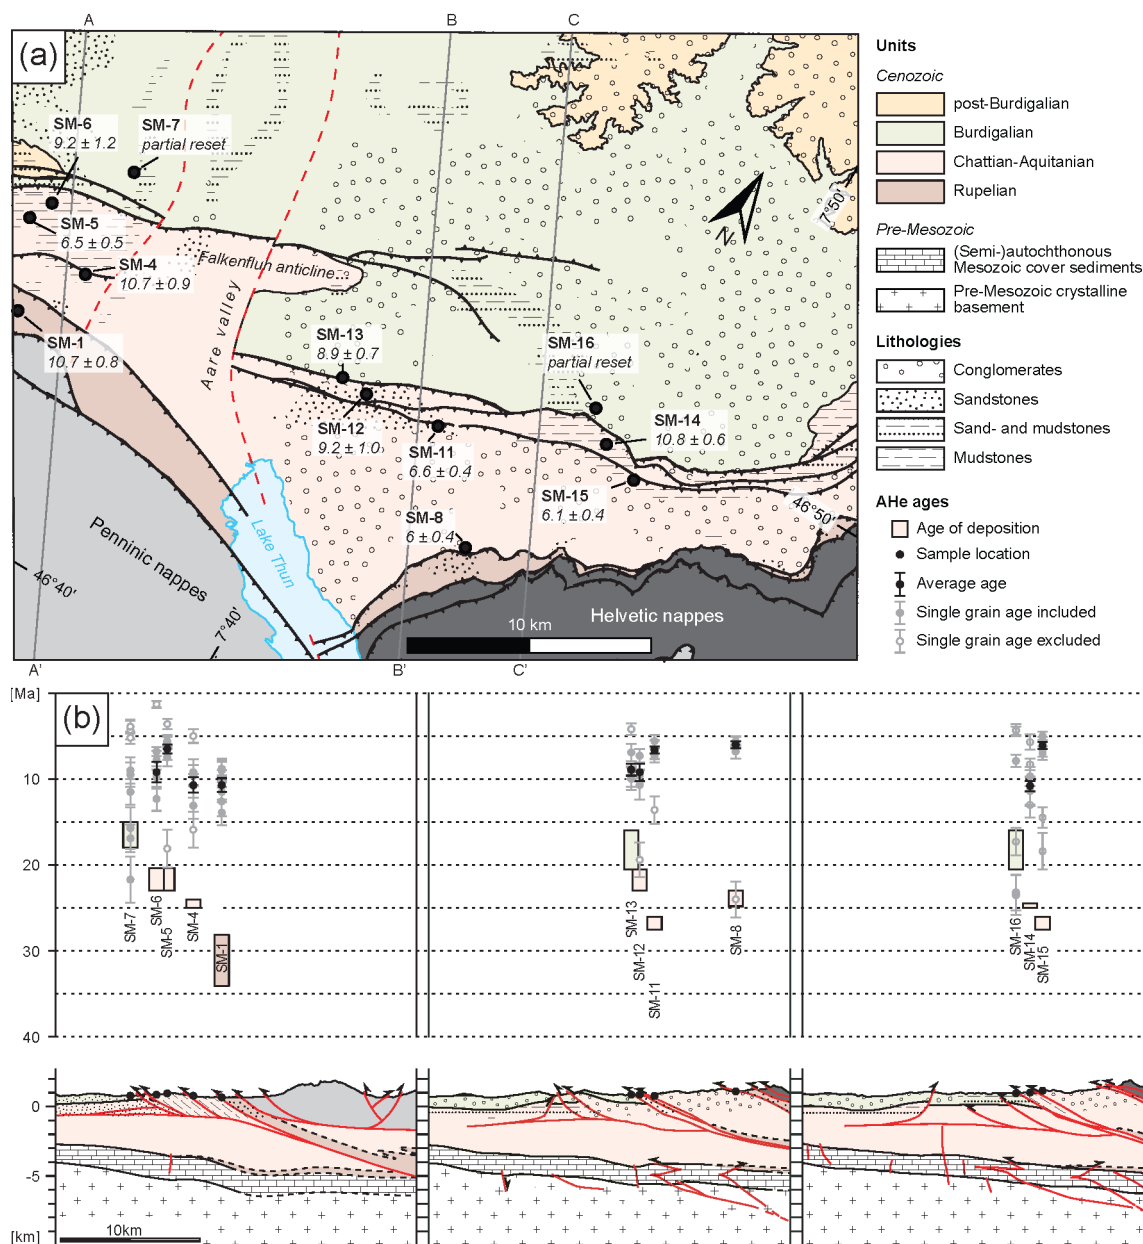 A
B
C
(a)
SM-6
9.2 ± 1.2
SM-7
partial reset
SM-5
6.5 ± 0.5
SM-4
10.7 ± 0.9
SM-1
10.7 ± 0.8
Falkenfluh anticline
Aare valley
SM-13
8.9 ± 0.7
SM-12
9.2 ± 1.0
SM-11
6.6 ± 0.4
SM-16
partial reset
SM-14
10.8 ± 0.6
SM-15
6.1 ± 0.4
SM-8
6 ± 0.4
N
7°50'
46°50'
46°40'
7°40'
Penninic nappes
Lake Thun
Helvetic nappes
10 km
A'
B'
C'
Units
Cenozoic
post-Burdigalian
Burdigalian
Chattian-Aquitanian
Rupelian
Pre-Mesozoic
(Semi-)autochthonous
Mesozoic cover sediments
Pre-Mesozoic crystalline
basement
Lithologies
Conglomerates
Sandstones
Sand- and mudstones
Mudstones
AHe ages
Age of deposition
Sample location
Average age
Single grain age included
Single grain age excluded
[Ma]
(b)
10
20
30
40
SM-7
SM-6
SM-5
SM-4
SM-1
SM-13
SM-12
SM-11
SM-8
SM-16
SM-14
SM-15
0
-5
[km]
10km